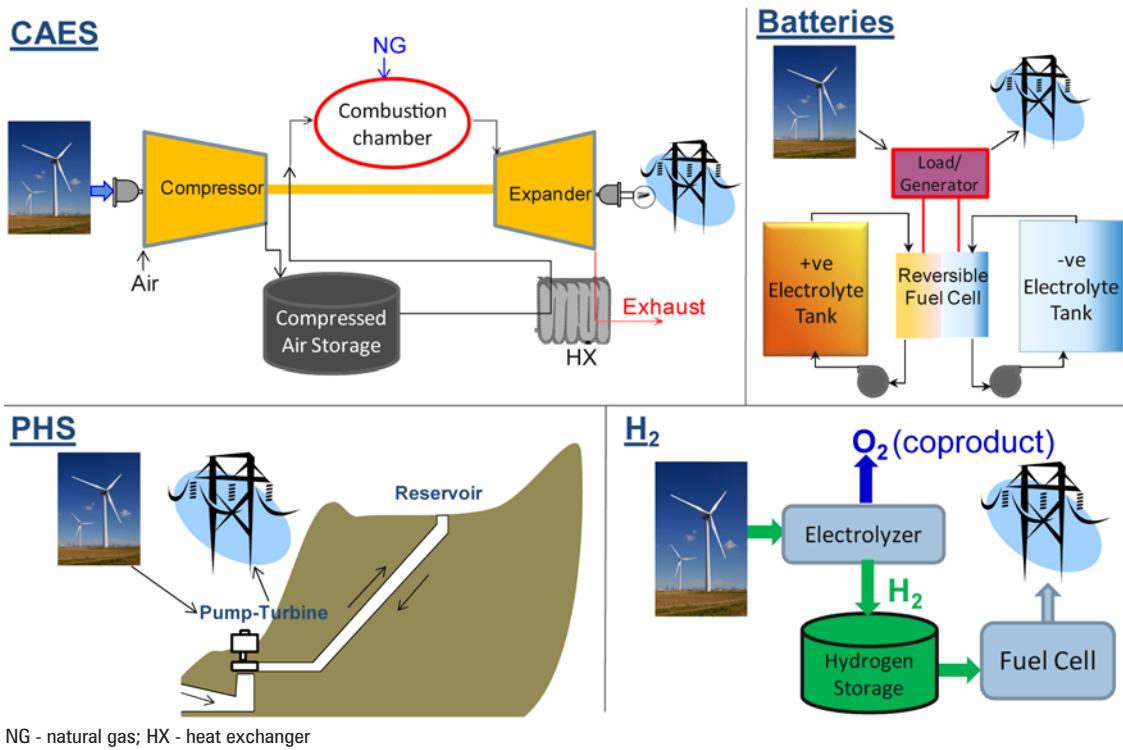 CAES
NG
Combustion
chamber
Compressor
Expander
Air
Compressed
Air Storage
HX
Exhaust
Batteries
Load/
Generator
+ve
Electrolyte
Tank
Reversible
Fuel Cell
-ve
Electrolyte
Tank
PHS
Reservoir
Pump-Turbine
H₂
O₂ (coproduct)
Electrolyzer
H₂
Hydrogen
Storage
Fuel Cell
NG - natural gas; HX - heat exchanger